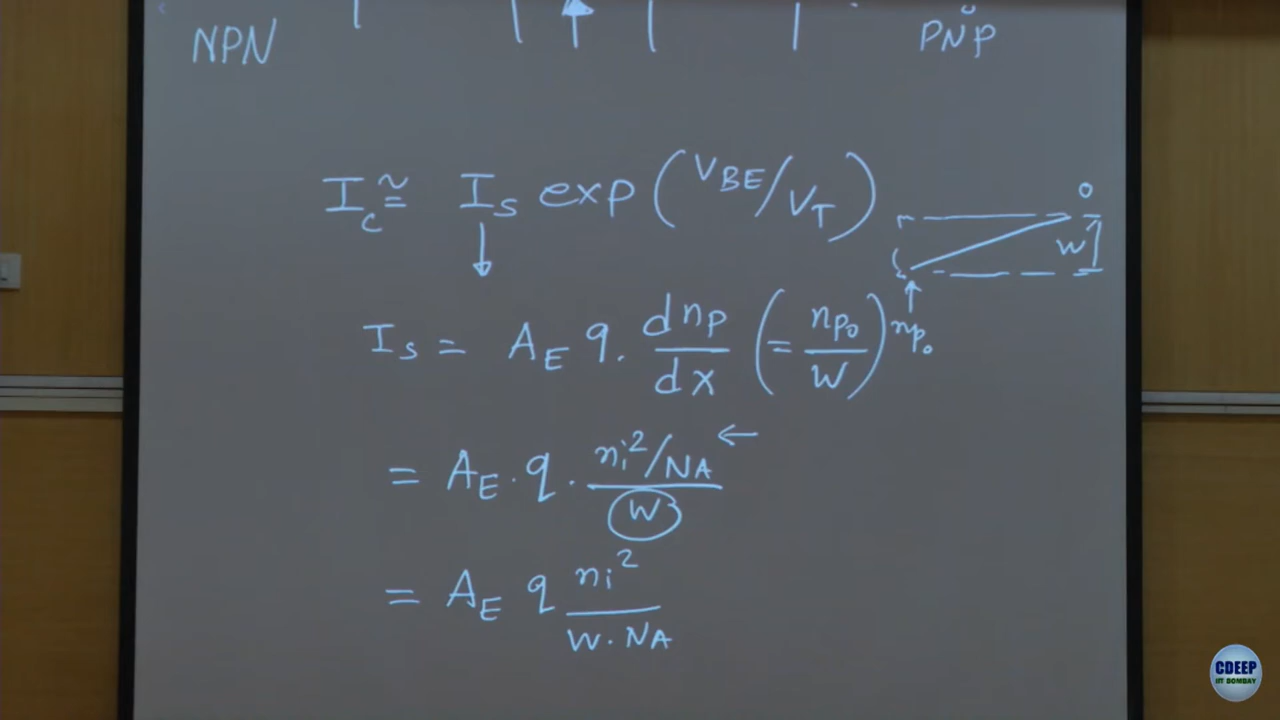 NPN
PNP
I_C ≅ I_S exp (V_BE/V_T)
0
W
I_S = A_E q. dn_P/dx (= n_P₀/W) n_P₀
= A_E . q . (n_i²/N_A)/W ←
= A_E q n_i²/(W . N_A)
CDEEP
IIT BOMBAY